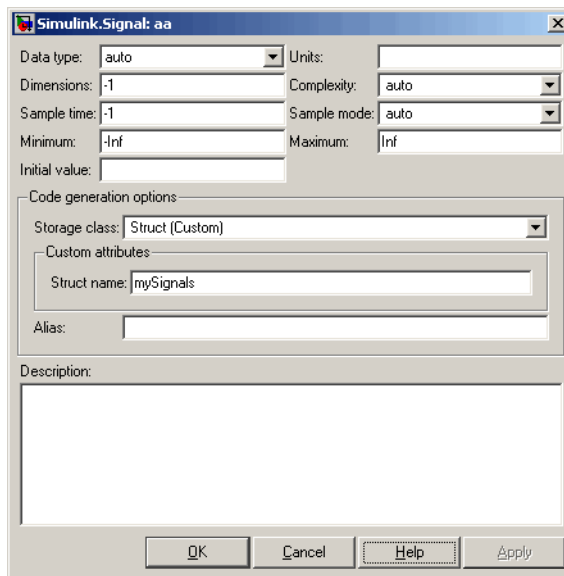 Simulink.Signal: aa
Data type: auto Units:
Dimensions: -1 Complexity: auto
Sample time: -1 Sample mode: auto
Minimum: -Inf Maximum: Inf
Initial value:
Code generation options
Storage class: Struct (Custom)
Custom attributes
Struct name: mySignals
Alias:
Description:
OK Cancel Help Apply